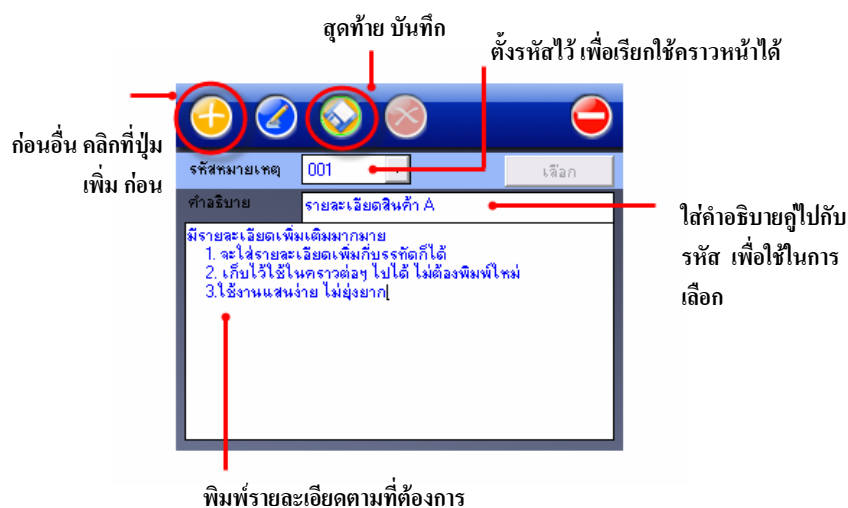 สุดท้าย บันทึก
ตั้งรหัสไว้ เพื่อเรียกใช้คราวหน้าได้
ก่อนอื่น คลิกที่ปุ่ม
เพิ่ม ก่อน
รหัสหมายเหตุ 001 เลือก
คำอธิบาย รายละเอียดสินค้า A
ใส่คำอธิบายคู่ไปกับ
รหัส เพื่อใช้ในการ
เลือก
มีรายละเอียดเพิ่มเติมมากมาย
1. จะใส่รายละเอียดเพิ่มกี่บรรทัดก็ได้
2. เก็บไว้ใช้ในคราวต่อๆ ไปได้ ไม่ต้องพิมพ์ใหม่
3.ใช้งานแสนง่าย ไม่ยุ่งยาก
พิมพ์รายละเอียดตามที่ต้องการ